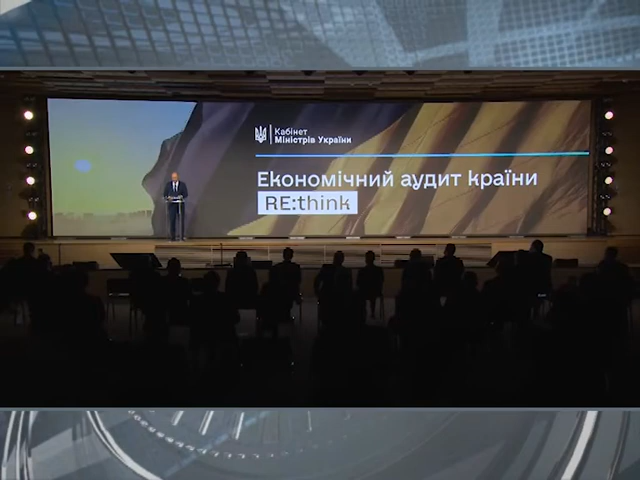 Кабінет
Міністрів України
Економічний аудит країни
RE:think